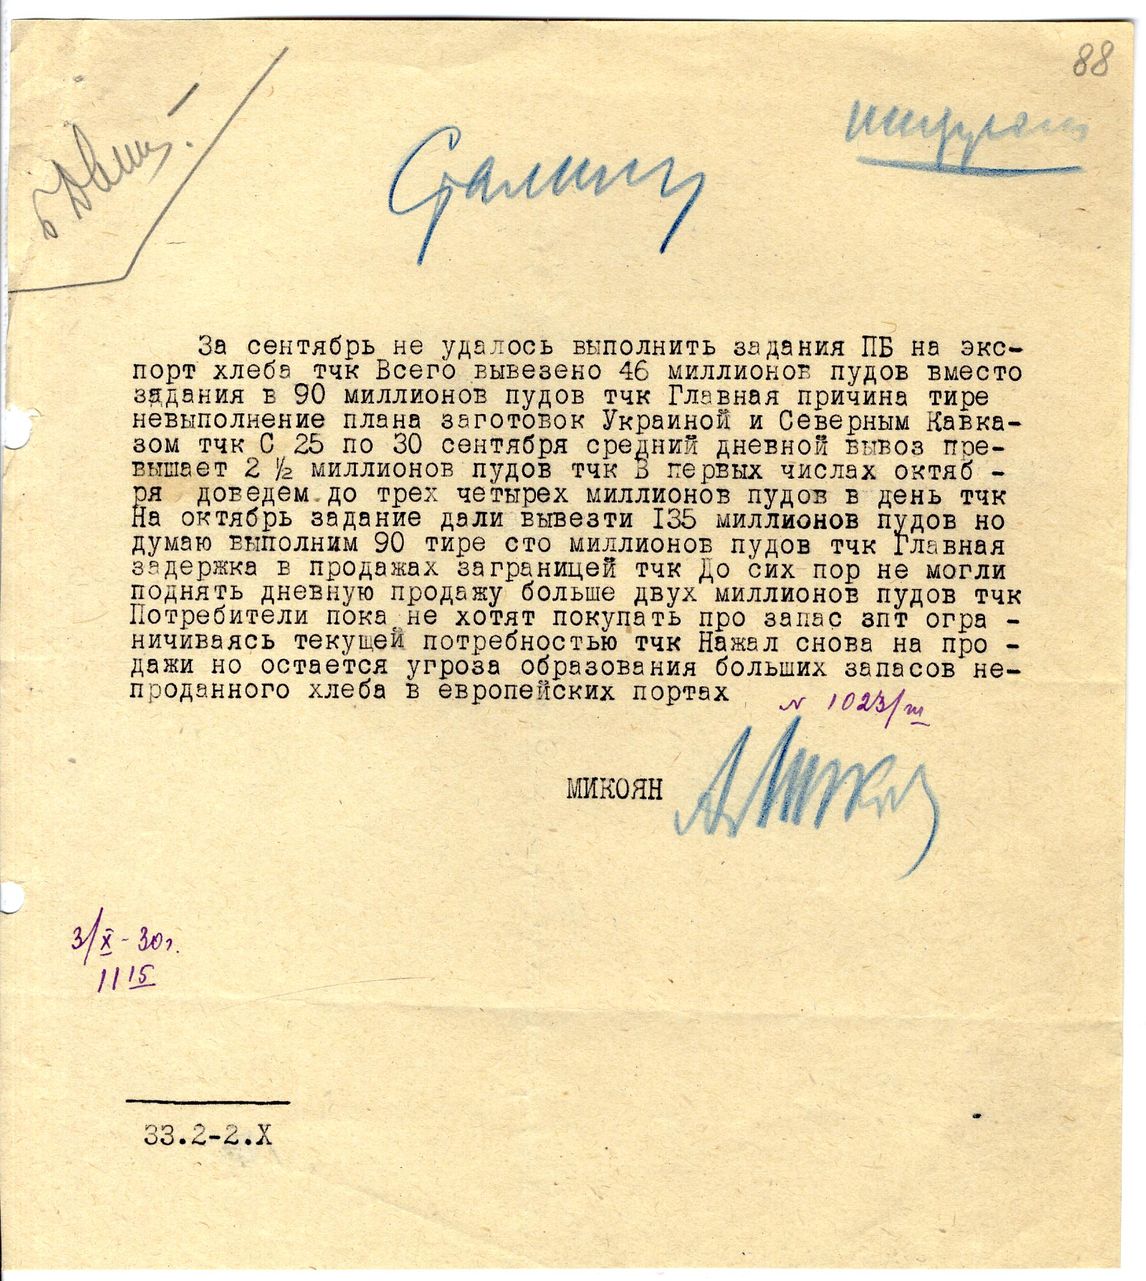 88
шифром
Сталину
За сентябрь не удалось выполнить задания ПБ на экс-
порт хлеба тчк Всего вывезено 46 миллионов пудов вместо
задания в 90 миллионов пудов тчк Главная причина тире
невыполнение плана заготовок Украиной и Северным Кавка-
зом тчк С 25 по 30 сентября средний дневной вывоз пре-
вышает 2 ½ миллионов пудов тчк В первых числах октяб -
ря доведем до трех четырех миллионов пудов в день тчк
На октябрь задание дали вывезти 135 миллионов пудов но
думаю выполним 90 тире сто миллионов пудов тчк Главная
задержка в продажах заграницей тчк До сих пор не могли
поднять дневную продажу больше двух миллионов пудов тчк
Потребители пока не хотят покупать про запас зпт огра -
ничиваясь текущей потребностью тчк Нажал снова на про -
дажи но остается угроза образования больших запасов не-
проданного хлеба в европейских портах
№ 1023/ш
МИКОЯН
А Микоян
3/X-30г.
11 15
33.2-2.X